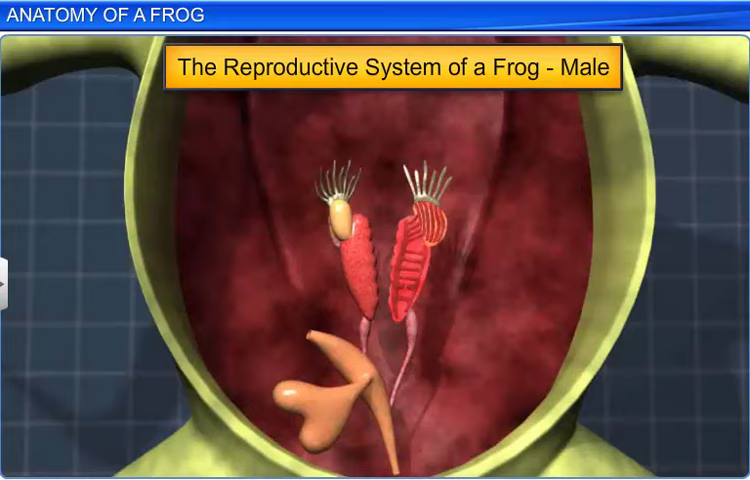 ANATOMY OF A FROG
The Reproductive System of a Frog - Male